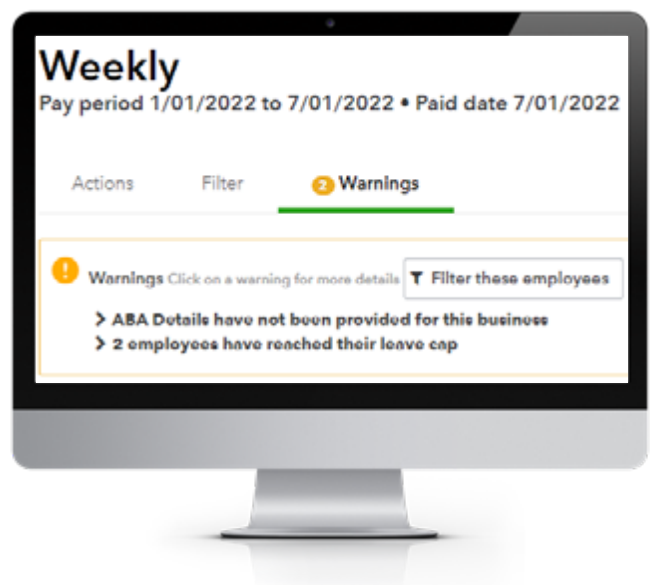 Weekly
Pay period 1/01/2022 to 7/01/2022 • Paid date 7/01/2022
Actions Filter 2 Warnings
! Warnings Click on a warning for more details Filter these employees
> ABA Details have not been provided for this business
> 2 employees have reached their leave cap